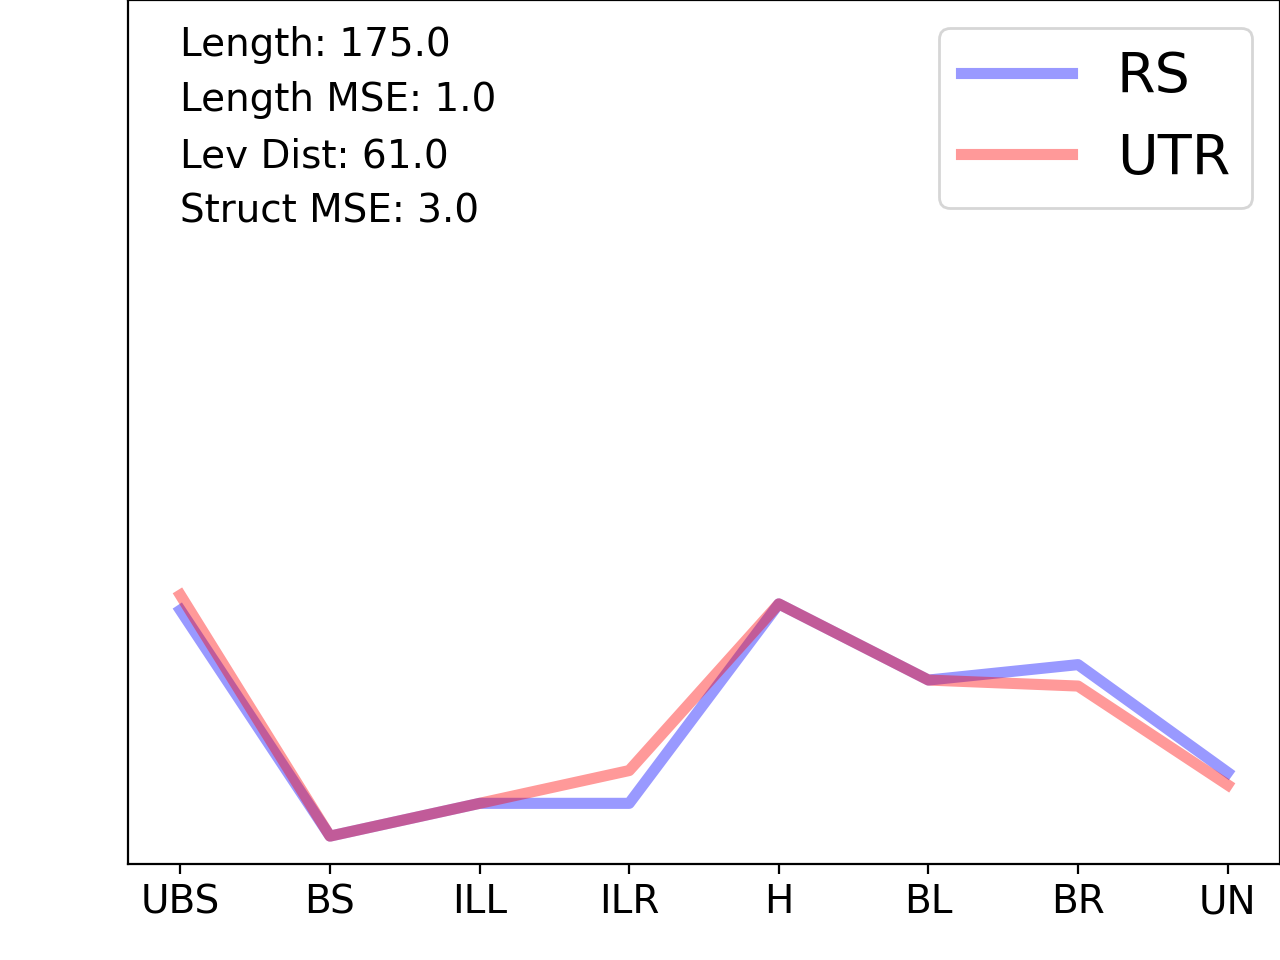 Length: 175.0
Length MSE: 1.0
Lev Dist: 61.0
Struct MSE: 3.0
RS
UTR
UBS BS ILL ILR H BL BR UN